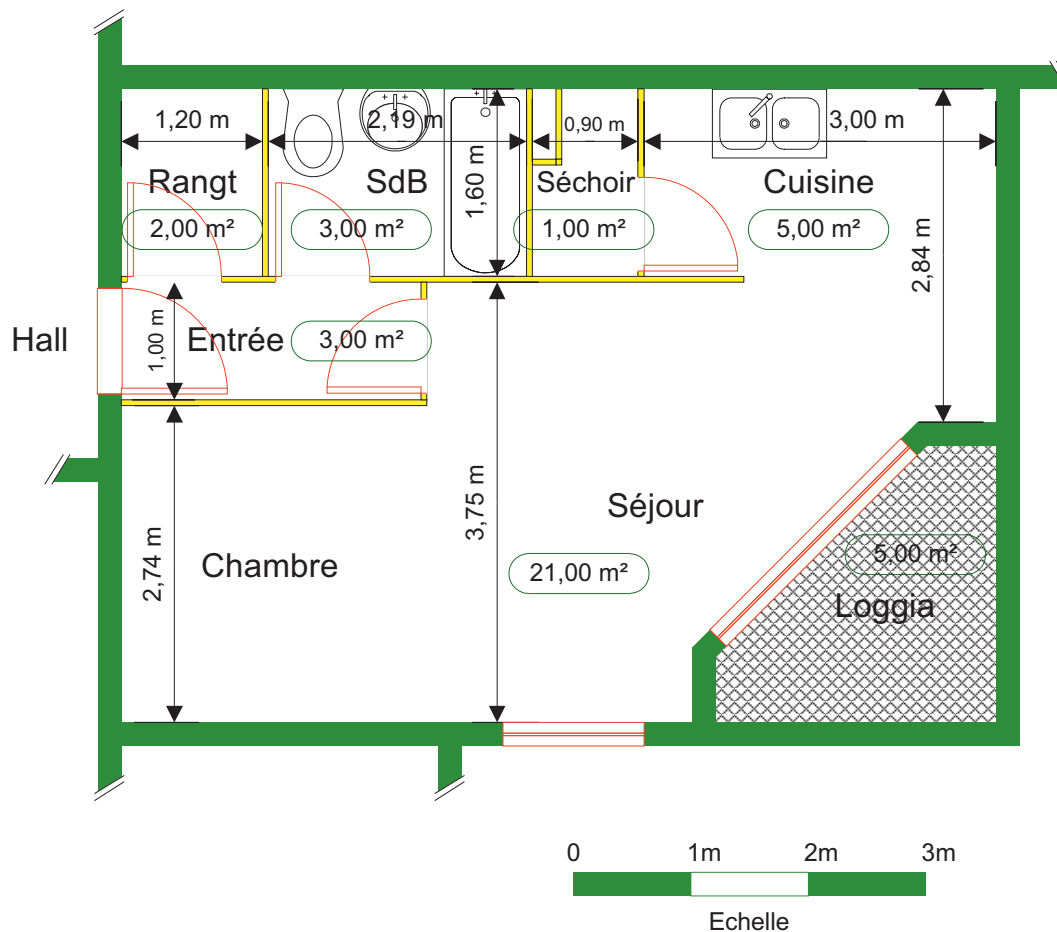 1,20 m
2,19 m
0,90 m
3,00 m
Rangt
SdB
1,60 m
Séchoir
Cuisine
2,00 m²
3,00 m²
1,00 m²
5,00 m²
2,84 m
Hall
1,00 m
Entrée
3,00 m²
2,74 m
3,75 m
Séjour
Chambre
21,00 m²
5,00 m²
Loggia
0 1m 2m 3m
Echelle